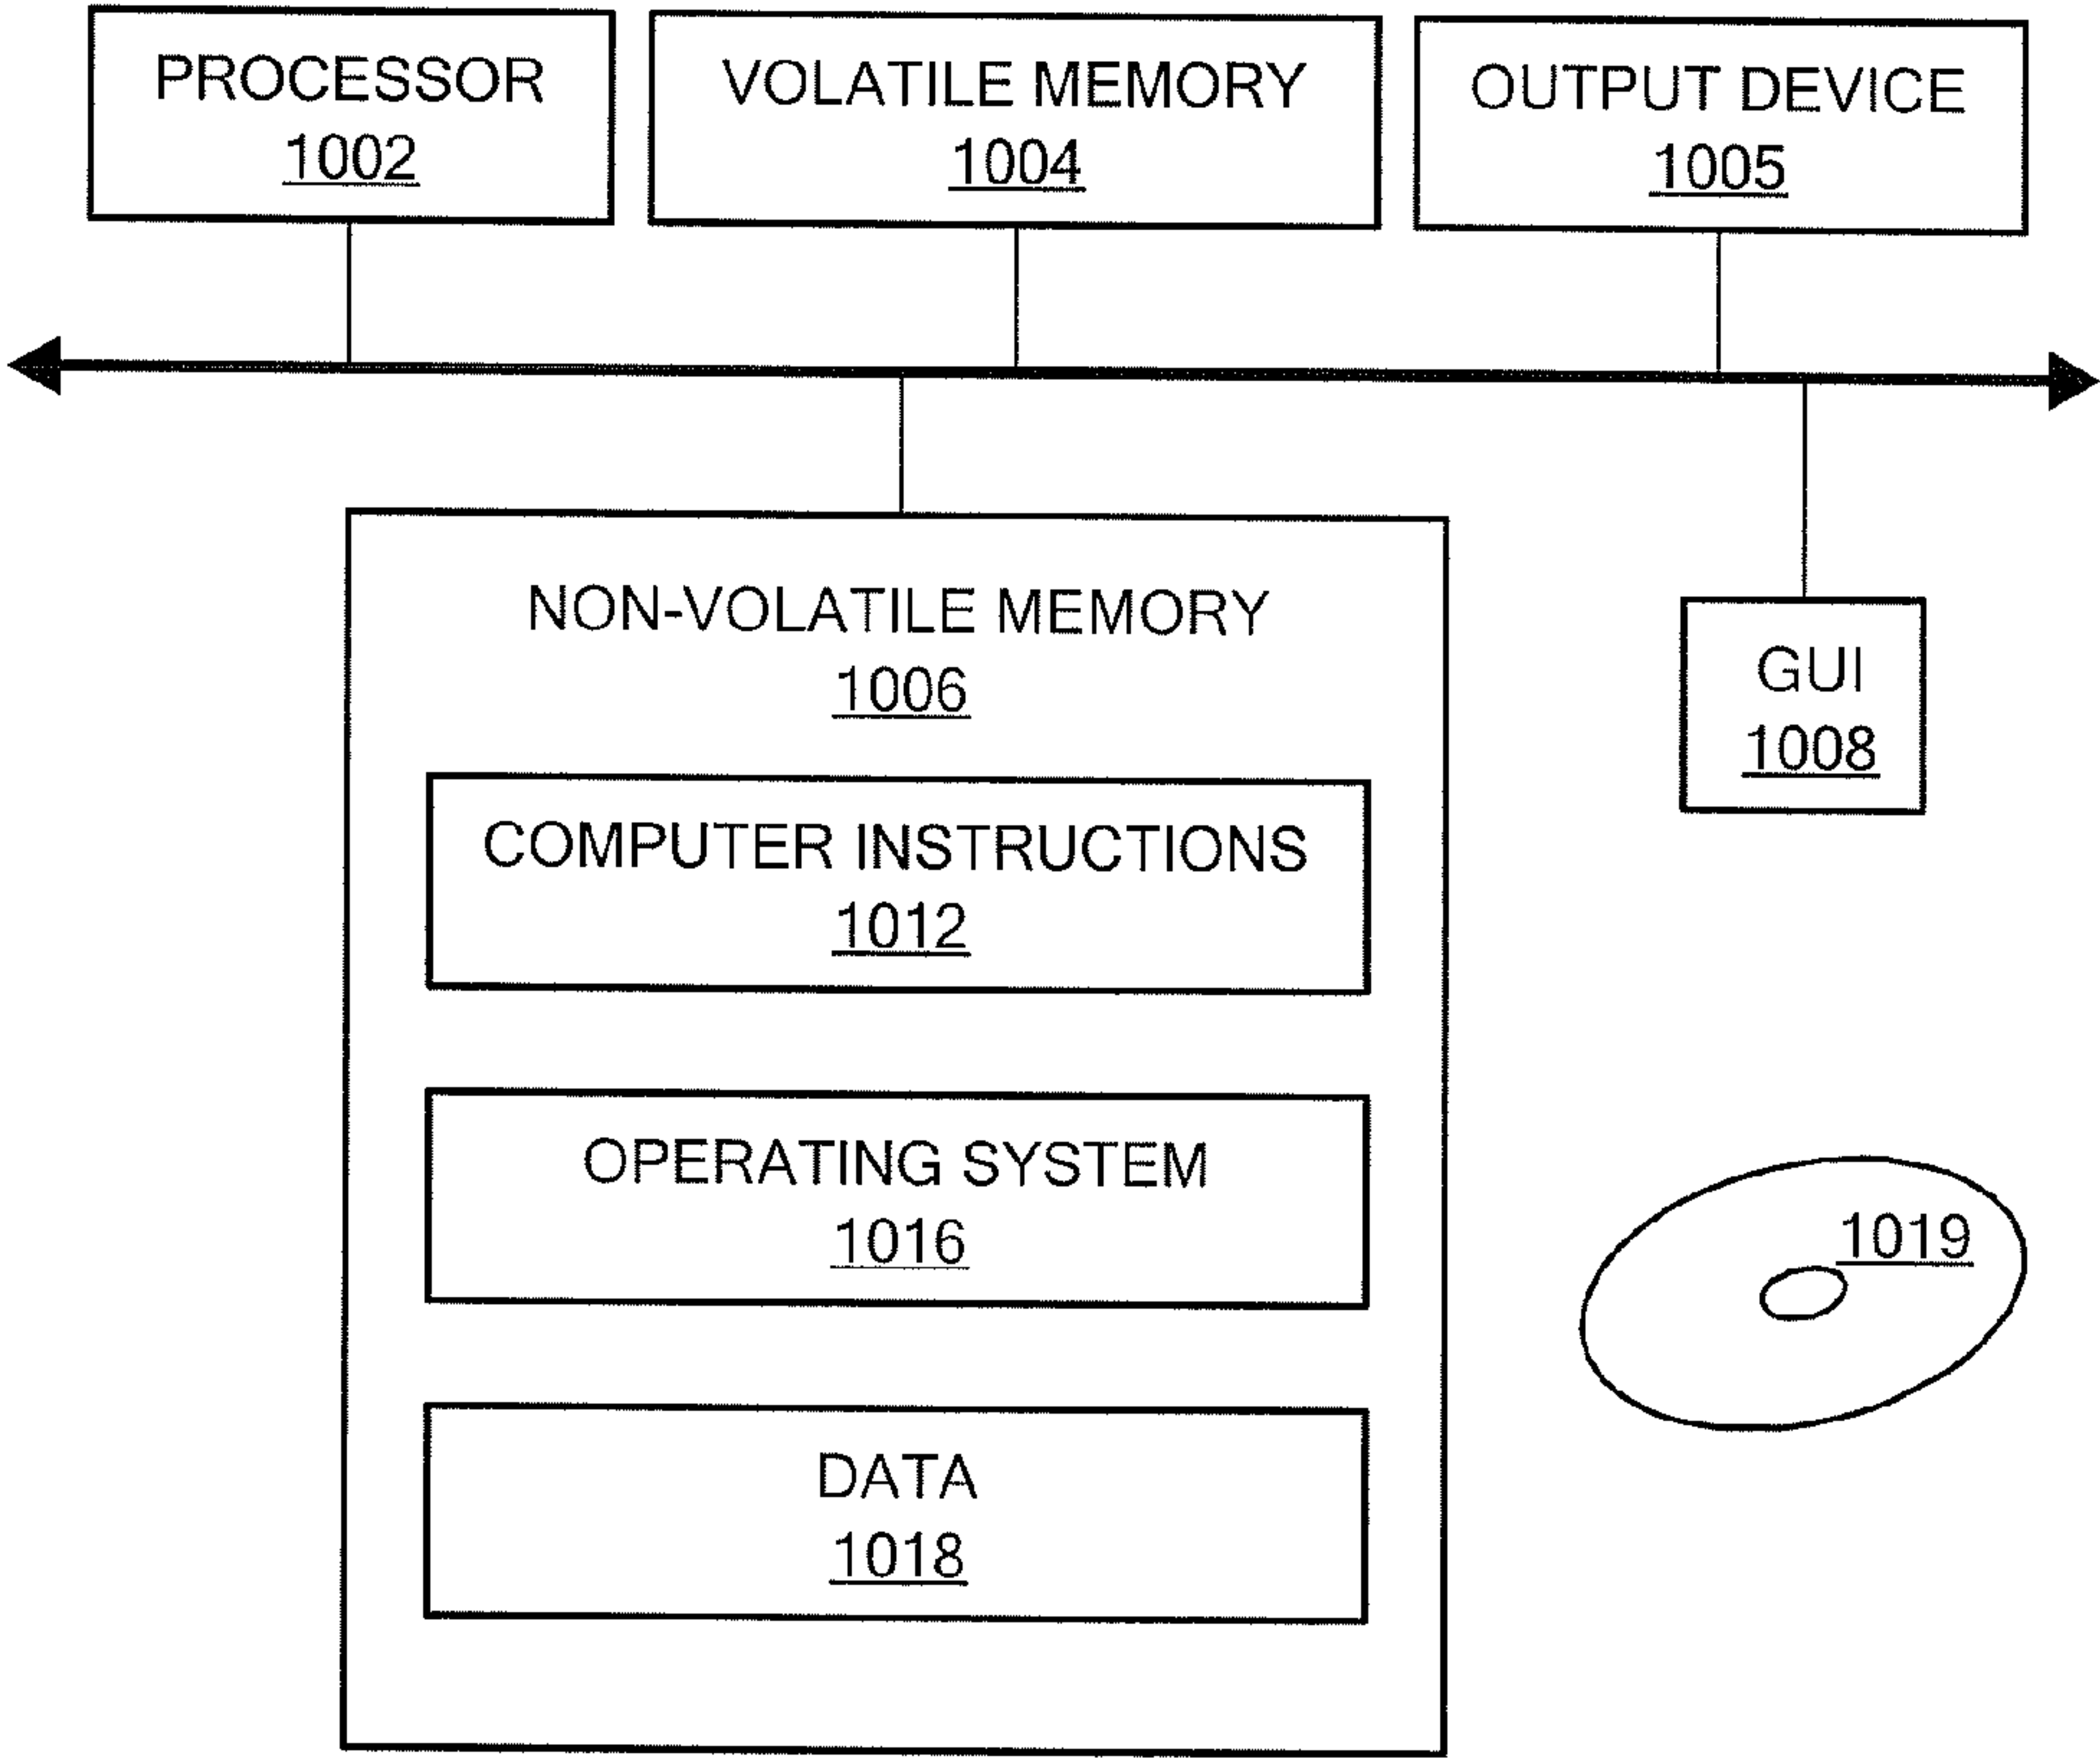 PROCESSOR
1002
VOLATILE MEMORY
1004
OUTPUT DEVICE
1005
NON-VOLATILE MEMORY
1006
GUI
1008
COMPUTER INSTRUCTIONS
1012
OPERATING SYSTEM
1016
1019
DATA
1018